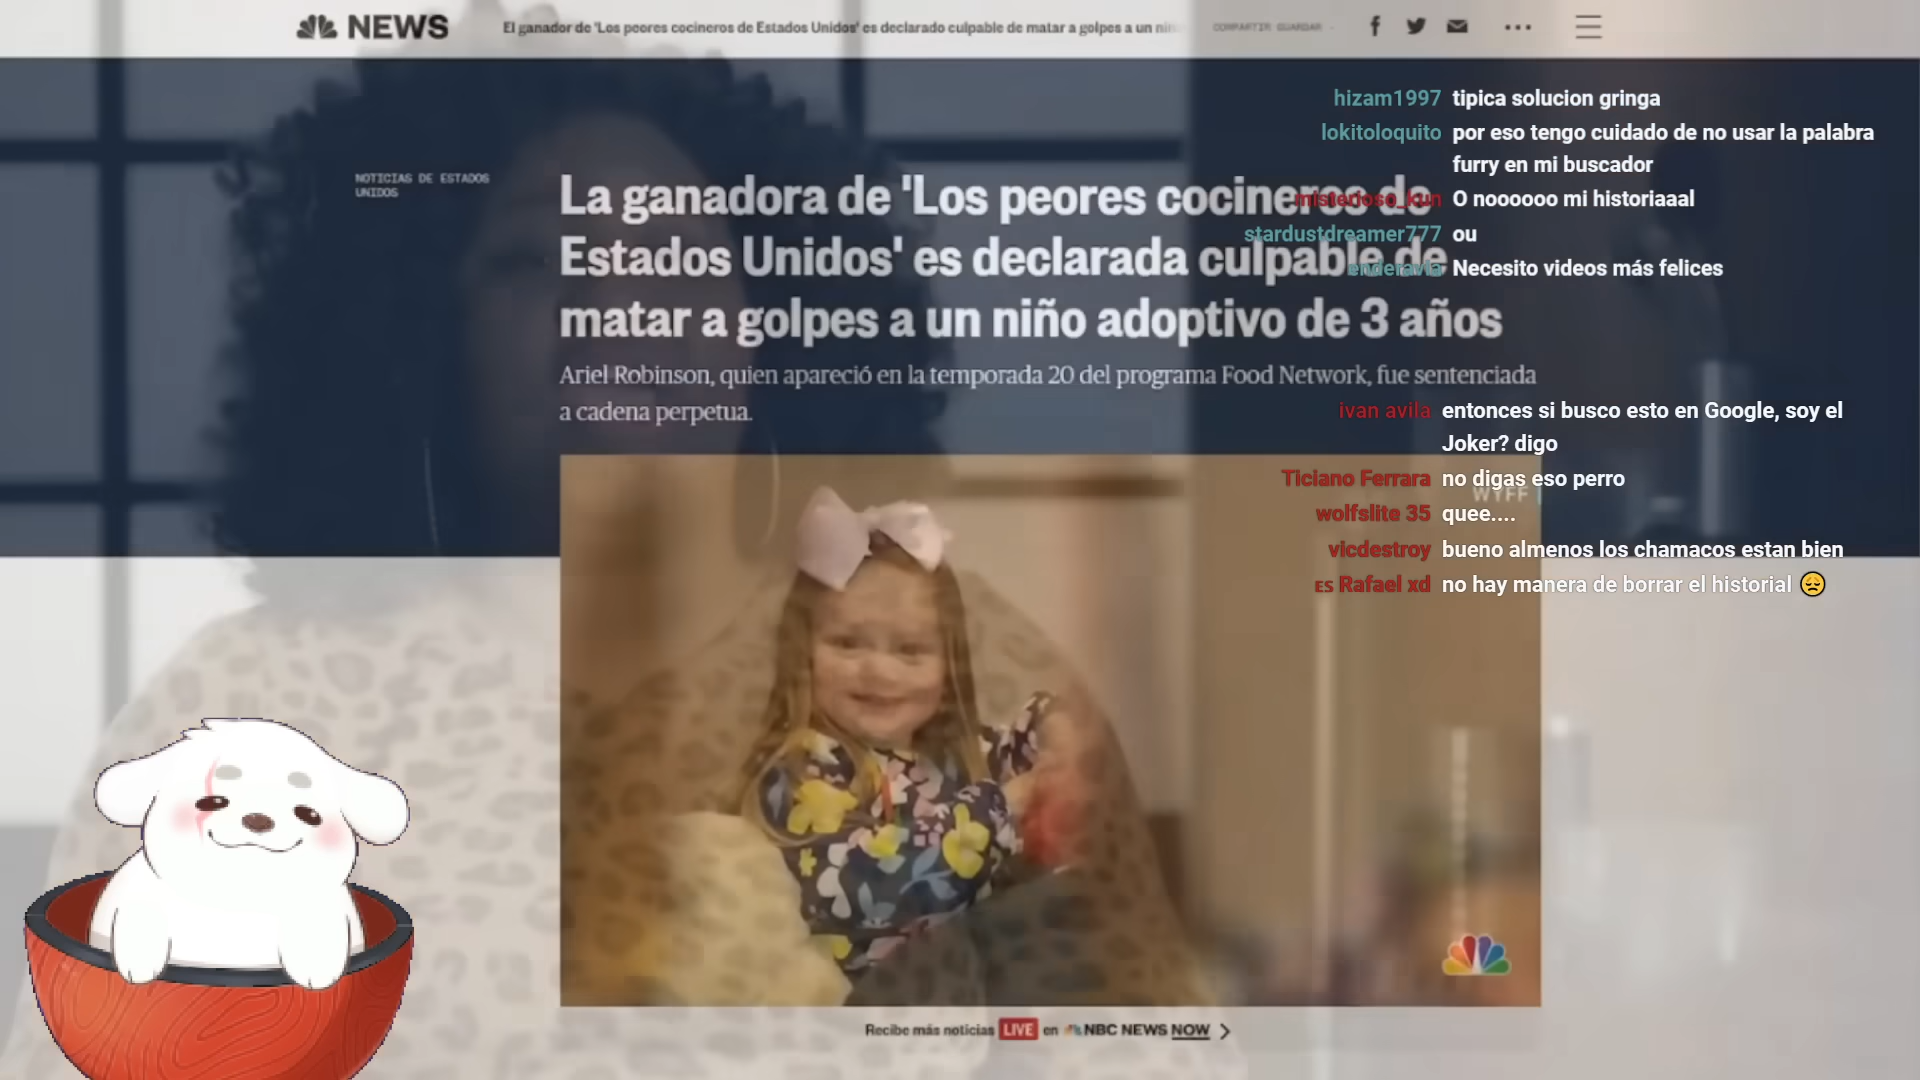 NEWS
El ganador de 'Los peores cocineros de Estados Unidos' es declarado culpable de matar a golpes a un
COMPARTIR GUARDAR
NOTICIAS DE ESTADOS
UNIDOS
La ganadora de 'Los peores cocineros de
Estados Unidos' es declarada culpable de
matar a golpes a un niño adoptivo de 3 años
Ariel Robinson, quien apareció en la temporada 20 del programa Food Network, fue sentenciada
a cadena perpetua.
hizam1997 tipica solucion gringa
lokitoloquito por eso tengo cuidado de no usar la palabra
furry en mi buscador
misterioso_kun O noooooo mi historiaaal
stardustdreamer777 ou
enderavla Necesito videos más felices
ivan avila entonces si busco esto en Google, soy el
Joker? digo
Ticiano Ferrara no digas eso perro
WYFF
wolfslite 35 quee....
vicdestroy bueno almenos los chamacos estan bien
ES Rafael xd no hay manera de borrar el historial 😔
Recibe más noticias LIVE en NBC NEWS NOW